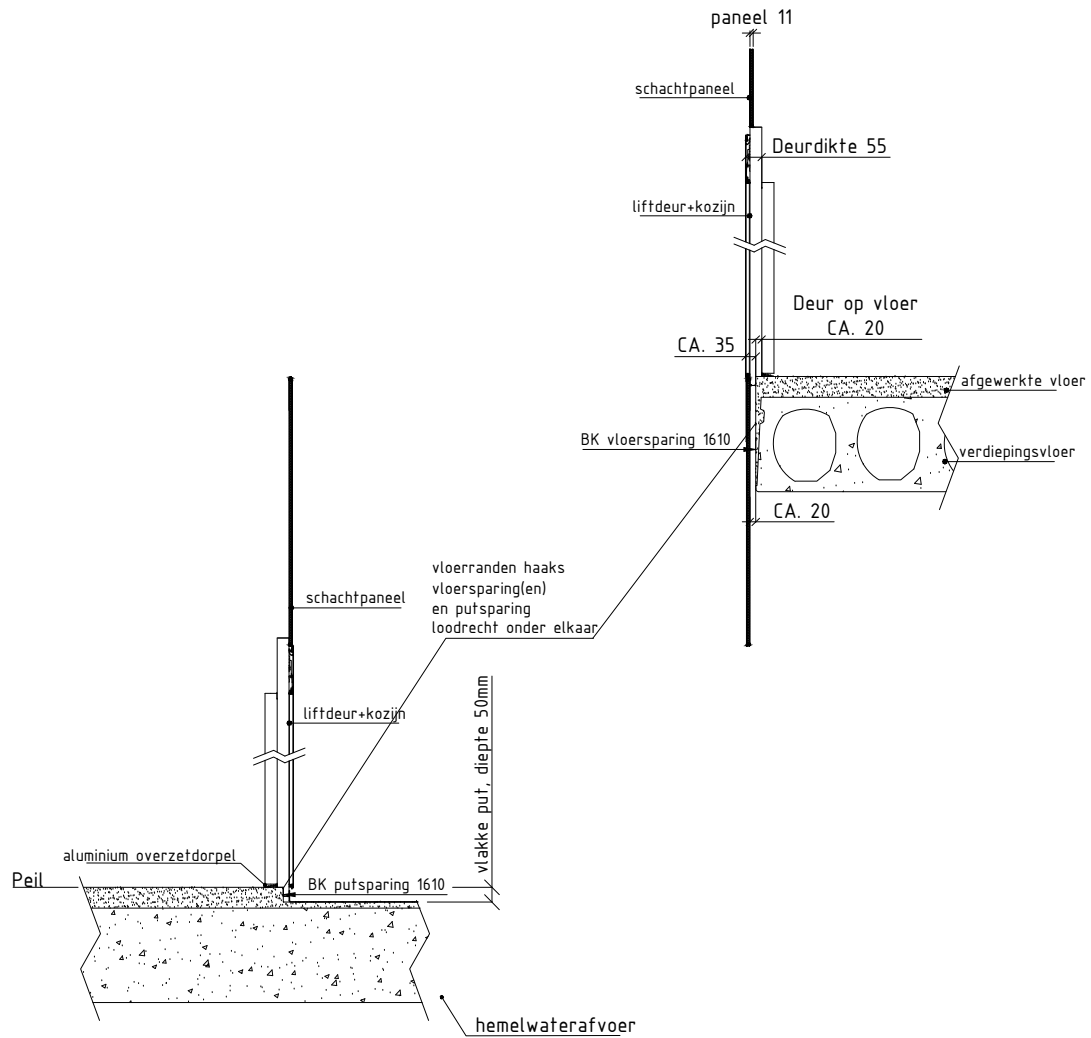 paneel 11
schachtpaneel
Deurdikte 55
liftdeur+kozijn
Deur op vloer
CA. 20
CA. 35
afgewerkte vloer
BK vloersparing 1610
verdiepingsvloer
CA. 20
vloerranden haaks
vloersparing(en)
en putsparing
loodrecht onder elkaar
schachtpaneel
liftdeur+kozijn
vlakke put, diepte 50mm
aluminium overzetdorpel
Peil
BK putsparing 1610
hemelwaterafvoer